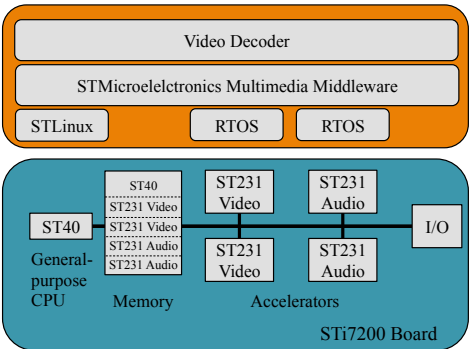 Video Decoder
STMicroelelctronics Multimedia Middleware
STLinux
RTOS
RTOS
ST40
ST231 Video
ST231 Video
ST231 Audio
ST231 Audio
ST231
Video
ST231
Audio
ST40
I/O
ST231
Video
ST231
Audio
General-
purpose
CPU
Memory
Accelerators
STi7200 Board